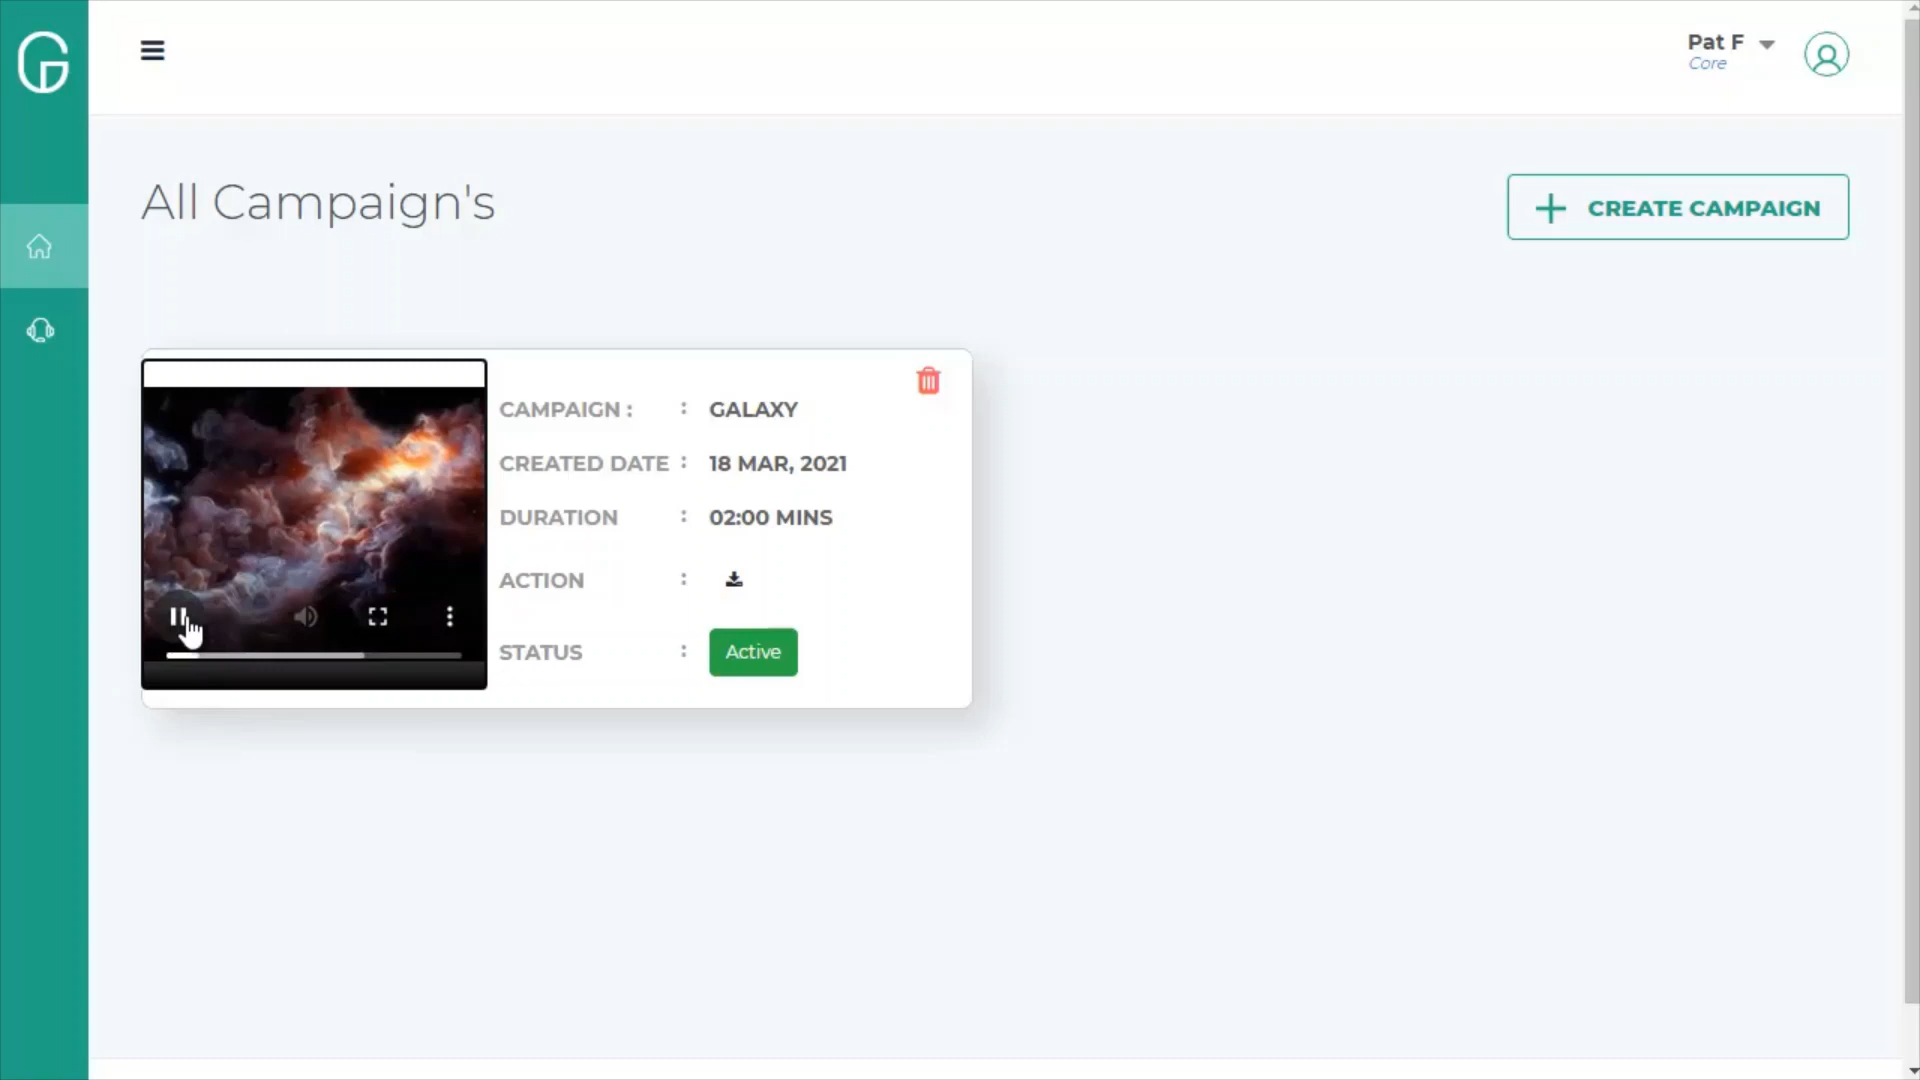 Pat F
Core
All Campaign's
CREATE CAMPAIGN
CAMPAIGN : : GALAXY
CREATED DATE : 18 MAR, 2021
DURATION : 02:00 MINS
ACTION :
STATUS : Active